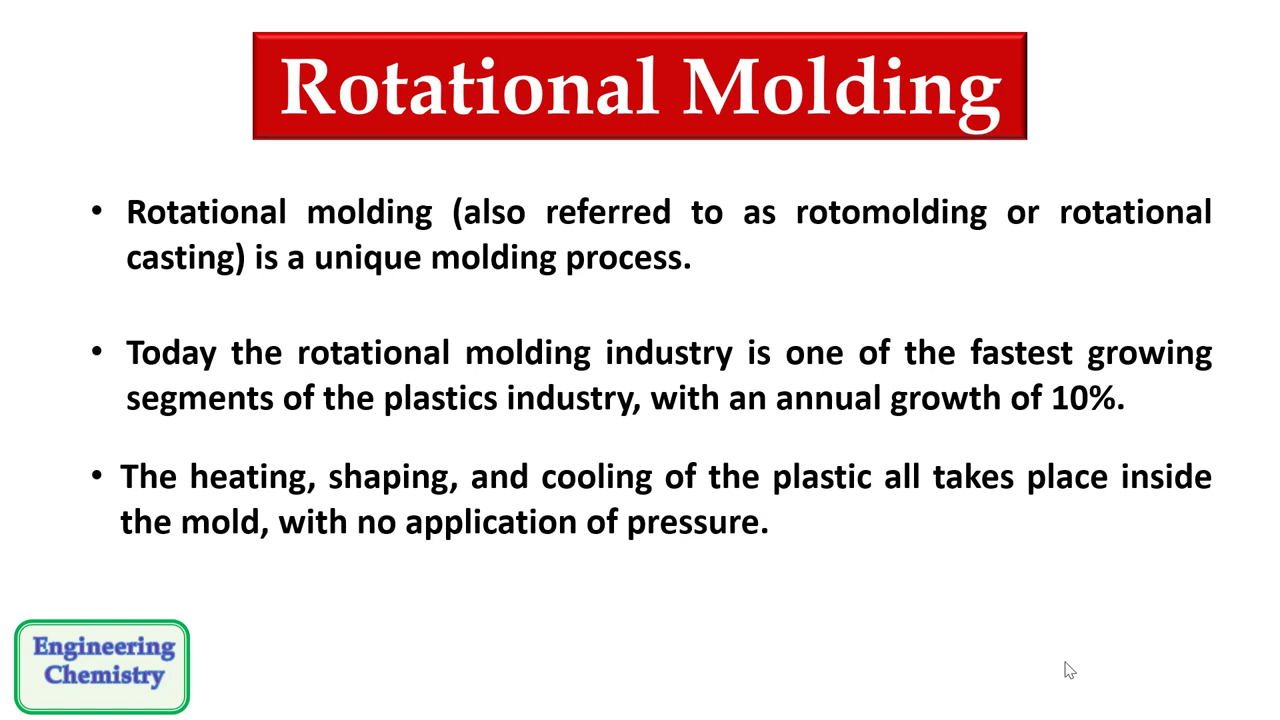 Rotational Molding
• Rotational molding (also referred to as rotomolding or rotational
casting) is a unique molding process.
• Today the rotational molding industry is one of the fastest growing
segments of the plastics industry, with an annual growth of 10%.
• The heating, shaping, and cooling of the plastic all takes place inside
the mold, with no application of pressure.
Engineering
Chemistry